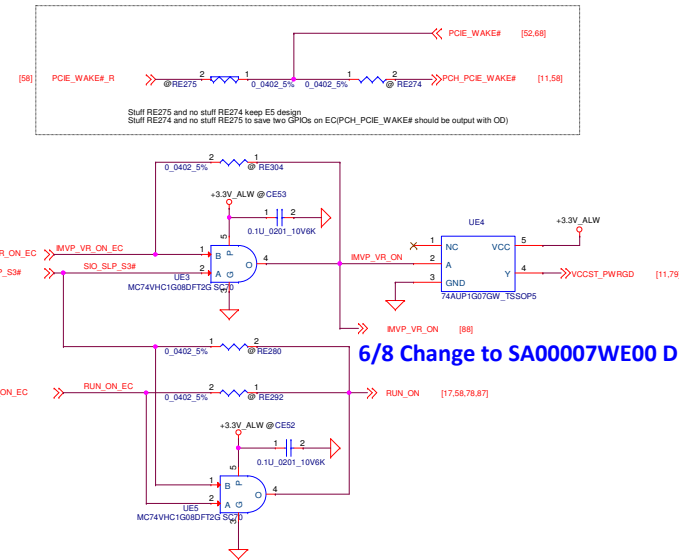 PCIE_WAKE# [52,68]
[58] PCIE_WAKE#_R 2 1 1 2 PCH_PCIE_WAKE# [11,58]
@RE275 0_0402_5% 0_0402_5% @ RE274
Stuff RE275 and no stuff RE274 keep E5 design
Stuff RE274 and no stuff RE275 to save two GPIOs on EC(PCH_PCIE_WAKE# should be output with OD)
2 1
0_0402_5% @ RE304
+3.3V_ALW @CE53
1 2
0.1U_0201_10V6K
UE4
+3.3V_ALW
5
R_ON_EC IMVP_VR_ON_EC 1 B P
1 NC VCC 5
O 4 IMVP_VR_ON 2 A
P_S3# SIO_SLP_S3# 2 A G
UE3
3
3 GND Y 4 VCCST_PWRGD [11,79]
MC74VHC1G08DFT2G SC70
74AUP1G07GW_TSSOP5
IMVP_VR_ON [88]
2 1
0_0402_5% @ RE280
6/8 Change to SA00007WE00 D
ON_EC RUN_ON_EC 2 1 RUN_ON [17,58,78,87]
0_0402_5% @ RE292
+3.3V_ALW @CE52
1 2
0.1U_0201_10V6K
5
1 B P
O 4
2 A G
UE5
3
MC74VHC1G08DFT2G SC70